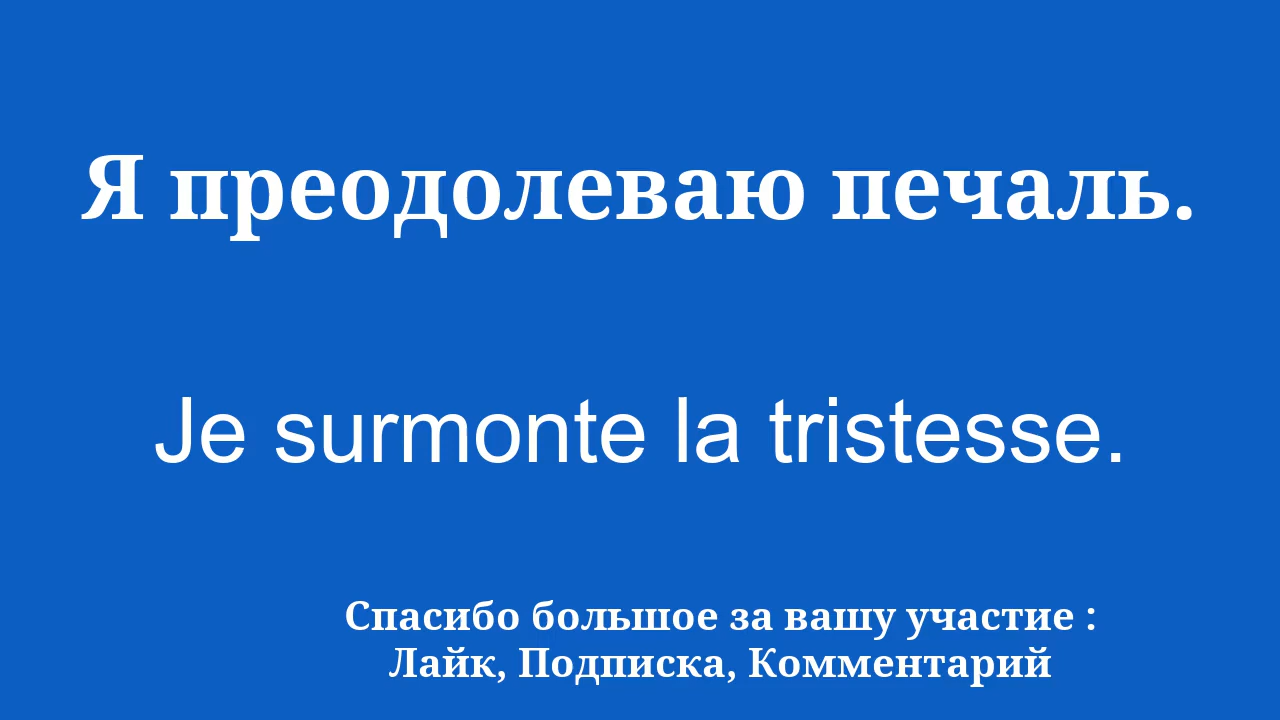 Я преодолеваю печаль.
Je surmonte la tristesse.
Спасибо большое за вашу участие :
Лайк, Подписка, Комментарий